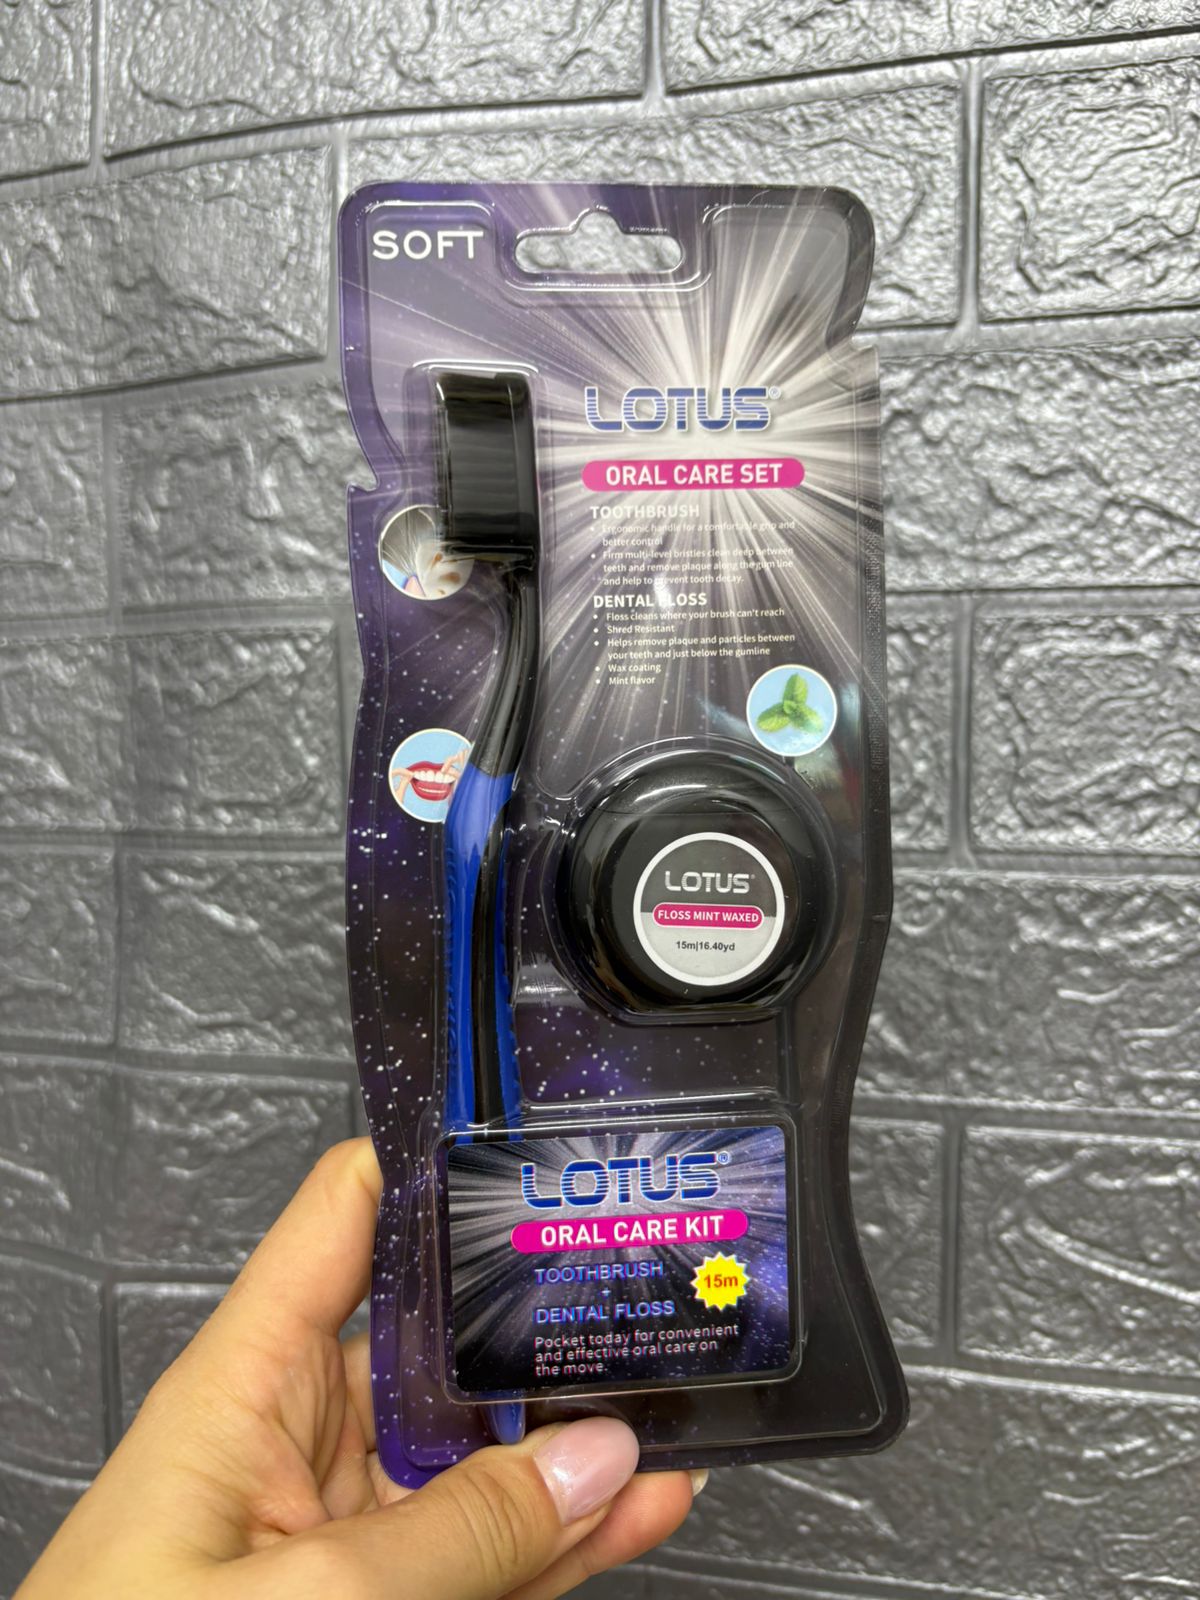 SOFT
LOTUS®
ORAL CARE SET
TOOTHBRUSH
• Ergonomic handle for a comfortable grip and
better control
• Firm multi-level bristles clean deep between
teeth and remove plaque along the gum line
and help to prevent tooth decay.
DENTAL FLOSS
• Floss cleans where your brush can't reach
• Shred Resistant
• Helps remove plaque and particles between
your teeth and just below the gumline
• Wax coating
• Mint flavor
LOTUS®
FLOSS MINT WAXED
15m|16.40yd
LOTUS®
ORAL CARE KIT
TOOTHBRUSH
+
DENTAL FLOSS
15m
Pocket today for convenient
and effective oral care on
the move.